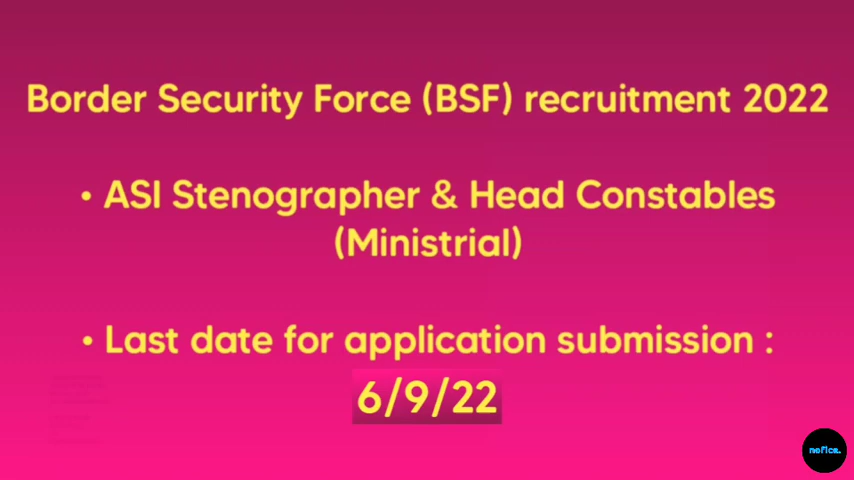 Border Security Force (BSF) recruitment 2022
• ASI Stenographer & Head Constables
(Ministrial)
• Last date for application submission :
6/9/22
nofica.